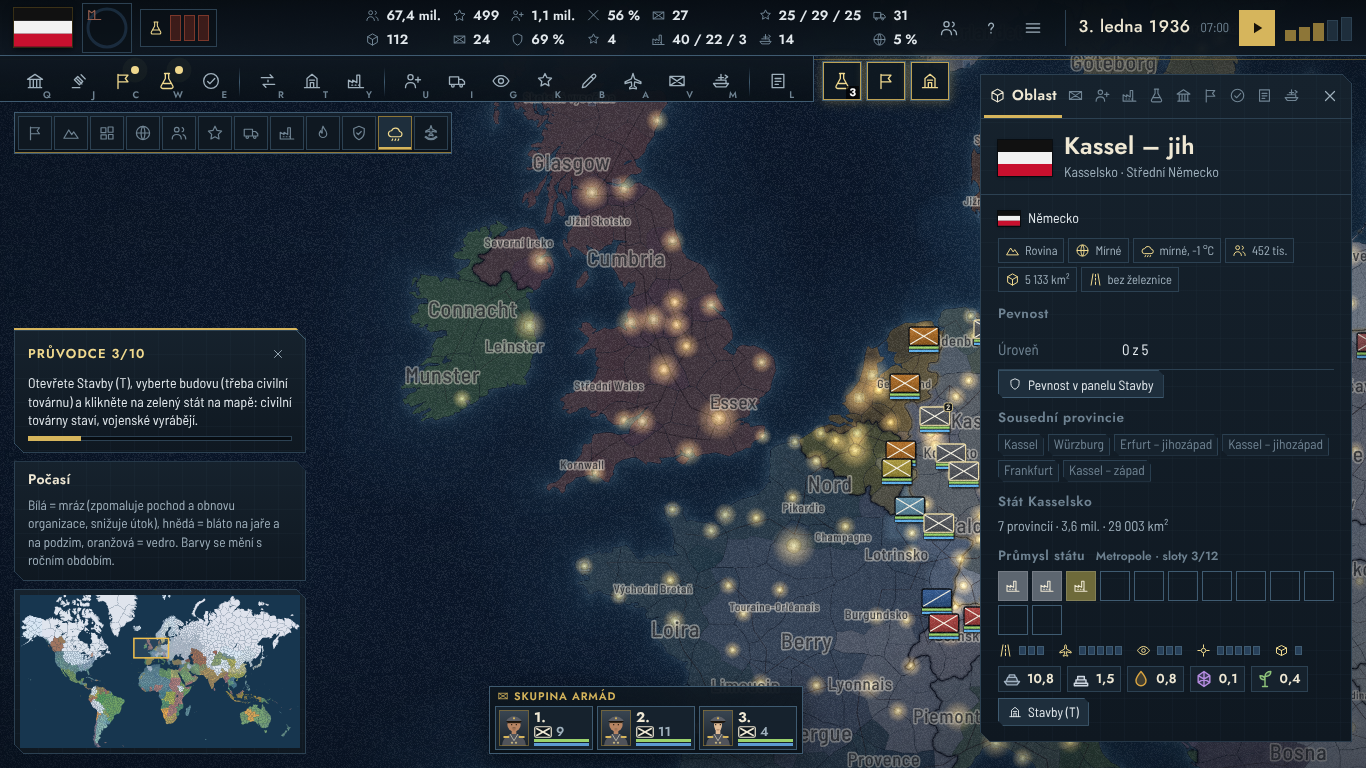 67,4 mil.
499
1,1 mil.
56 %
27
25 / 29 / 25
31
112
24
69 %
4
40 / 22 / 3
14
5 %
?
3. ledna 1936
07:00
Q
J
C
W
E
R
T
Y
U
I
G
K
B
A
V
M
L
3
Göteborg
Oblast
Kassel – jih
Kasselsko · Střední Německo
Německo
Rovina
Mírné
mírné, -1 °C
452 tis.
5 133 km²
bez železnice
Pevnost
Úroveň
0 z 5
Pevnost v panelu Stavby
Sousední provincie
Kassel
Würzburg
Erfurt – jihozápad
Kassel – jihozápad
Frankfurt
Kassel – západ
Stát Kasselsko
7 provincií · 3,6 mil. · 29 003 km²
Průmysl státu
Metropole · sloty 3/12
10,8
1,5
0,8
0,1
0,4
Stavby (T)
Glasgow
Jižní Skotsko
Severní Irsko
Cumbria
Connacht
Leinster
Munster
Střední Wales
Essex
Kornwall
2
Nord
Pikardie
Champagne
Lotrinsko
Východní Bretaň
Touraine-Orléanais
Burgundsko
Loira
Berry
Limousin
Lyonnais
Piemont
Provence
Bosna
PRŮVODCE 3/10
Otevřete Stavby (T), vyberte budovu (třeba civilní
továrnu) a klikněte na zelený stát na mapě: civilní
továrny staví, vojenské vyrábějí.
Počasí
Bílá = mráz (zpomaluje pochod a obnovu
organizace, snižuje útok), hnědá = bláto na jaře a
na podzim, oranžová = vedro. Barvy se mění s
ročním obdobím.
SKUPINA ARMÁD
1.
9
2.
11
3.
4